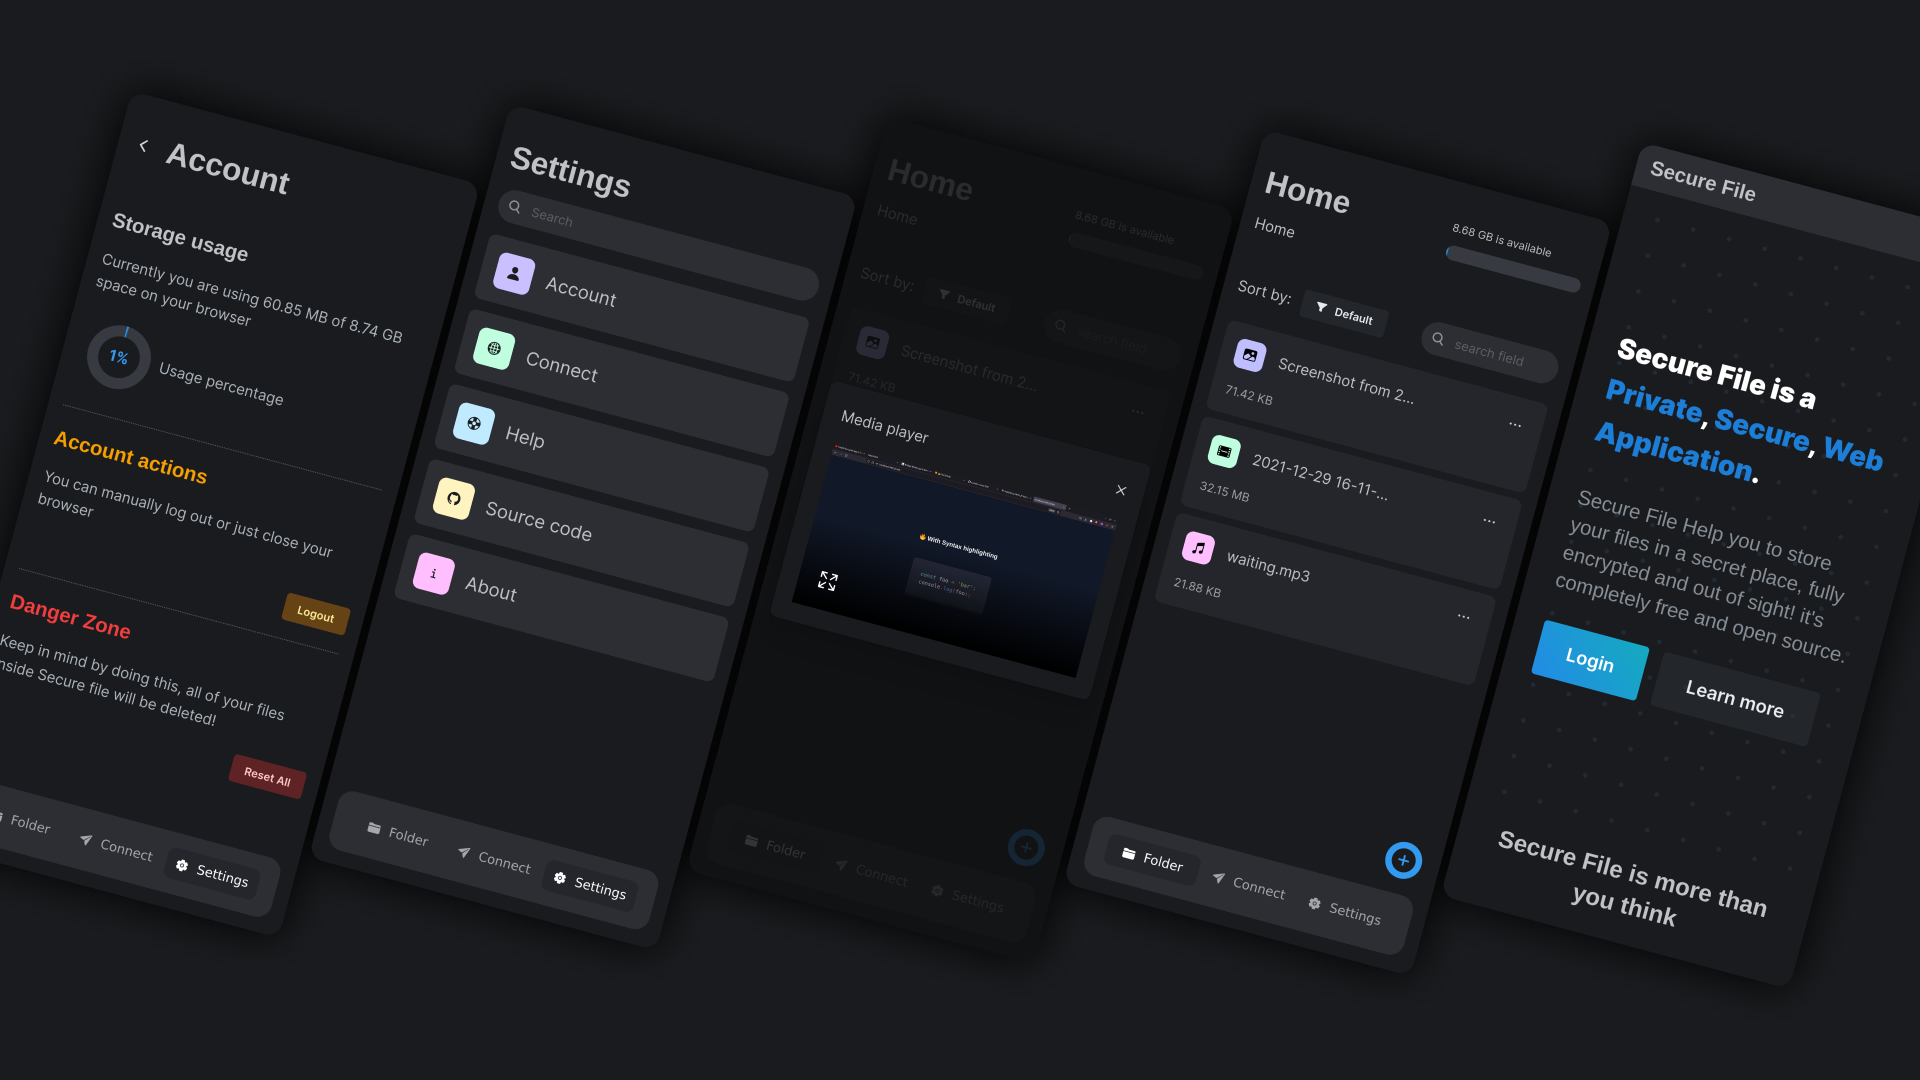 Account
Storage usage
Currently you are using 60.85 MB of 8.74 GB
space on your browser
1%
Usage percentage
Account actions
You can manually log out or just close your
browser
Logout
Danger Zone
Keep in mind by doing this, all of your files
nside Secure file will be deleted!
Reset All
Folder
Connect
Settings
Settings
Search
Account
Connect
Help
Source code
i
About
Folder
Connect
Settings
Home
Home
8.68 GB is available
Sort by:
Default
search field
Screenshot from 2...
71.42 KB
...
Media player
🔥 With Syntax highlighting
const foo = 'bar';
console.log(foo);
Folder
Connect
Settings
Home
Home
8.68 GB is available
Sort by:
Default
search field
Screenshot from 2...
71.42 KB
...
2021-12-29 16-11-...
32.15 MB
...
waiting.mp3
21.88 KB
...
Folder
Connect
Settings
Secure File
Secure File is a
Private, Secure, Web
Application.
Secure File Help you to store
your files in a secret place, fully
encrypted and out of sight! it's
completely free and open source.
Login
Learn more
Secure File is more than
you think